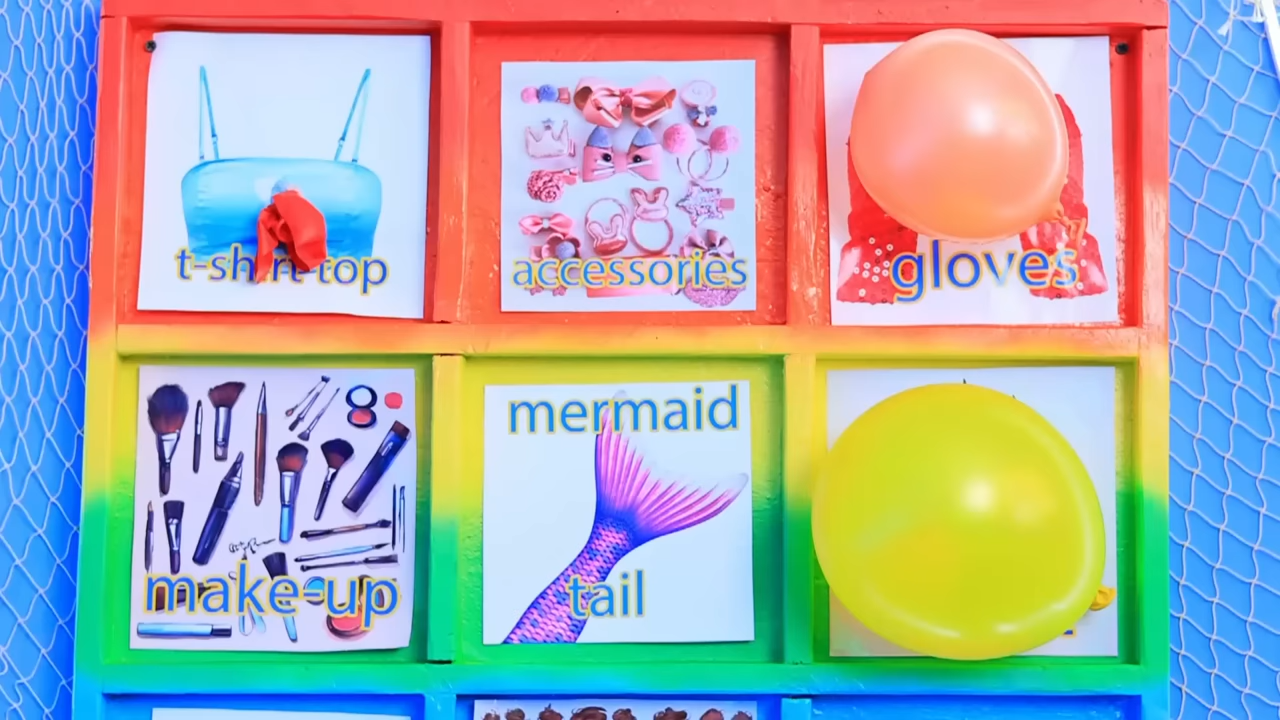 t-shirt-top
accessories
gloves
make-up
mermaid
tail